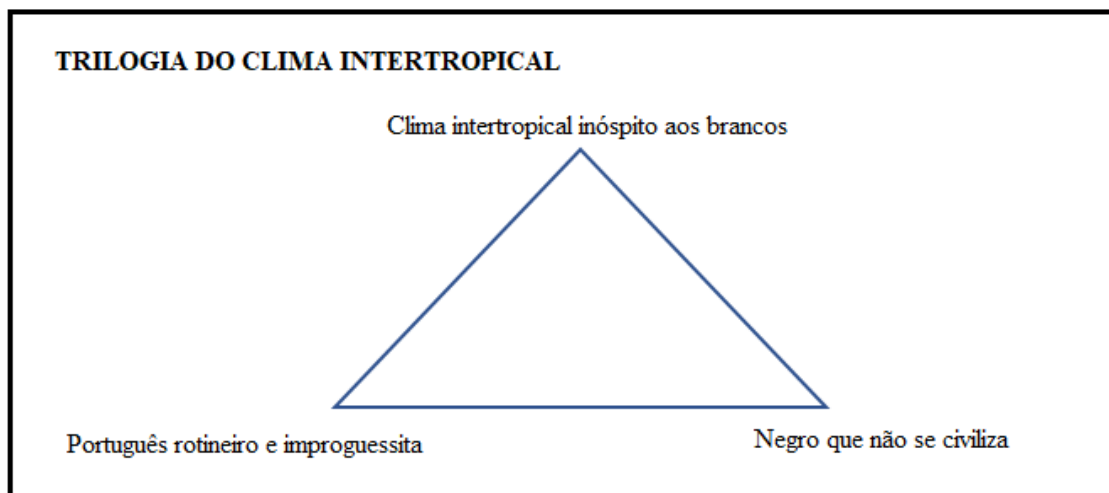 TRILOGIA DO CLIMA INTERTROPICAL
Clima intertropical inóspito aos brancos
Português rotineiro e improguessita
Negro que não se civiliza